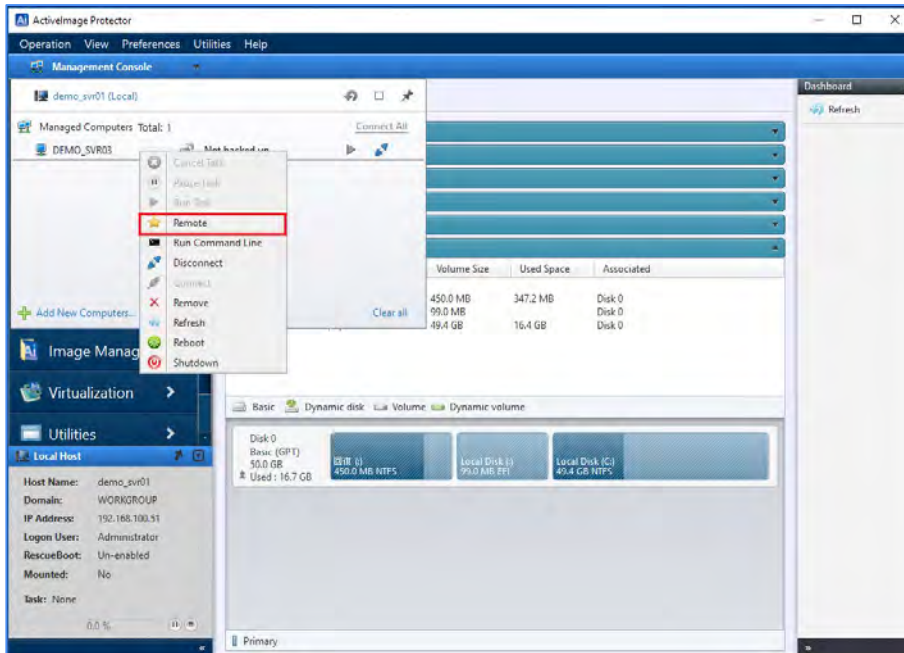 ActiveImage Protector
Operation View Preferences Utilities Help
Management Console
demo_svr01 (Local)
Managed Computers Total: 1 Connect All
DEMO_SVR03 Not backed up
Cancel Task
Pause Task
Run Task
Remote
Run Command Line
Disconnect
Connect
Remove
Refresh
Reboot
Shutdown
Add New Computers... Clear all
Dashboard
Refresh
Volume Size Used Space Associated
450.0 MB 347.2 MB Disk 0
99.0 MB Disk 0
49.4 GB 16.4 GB Disk 0
Image Manag
Virtualization
Utilities
Basic Dynamic disk Volume Dynamic volume
Disk 0
Basic (GPT)
50.0 GB
Used : 16.7 GB
450.0 MB NTFS
Local Disk (:)
99.0 MB EFI
Local Disk (C:)
49.4 GB NTFS
Local Host
Host Name: demo_svr01
Domain: WORKGROUP
IP Address: 192.168.100.51
Logon User: Administrator
RescueBoot: Un-enabled
Mounted: No
Task: None
0.0 %
Primary